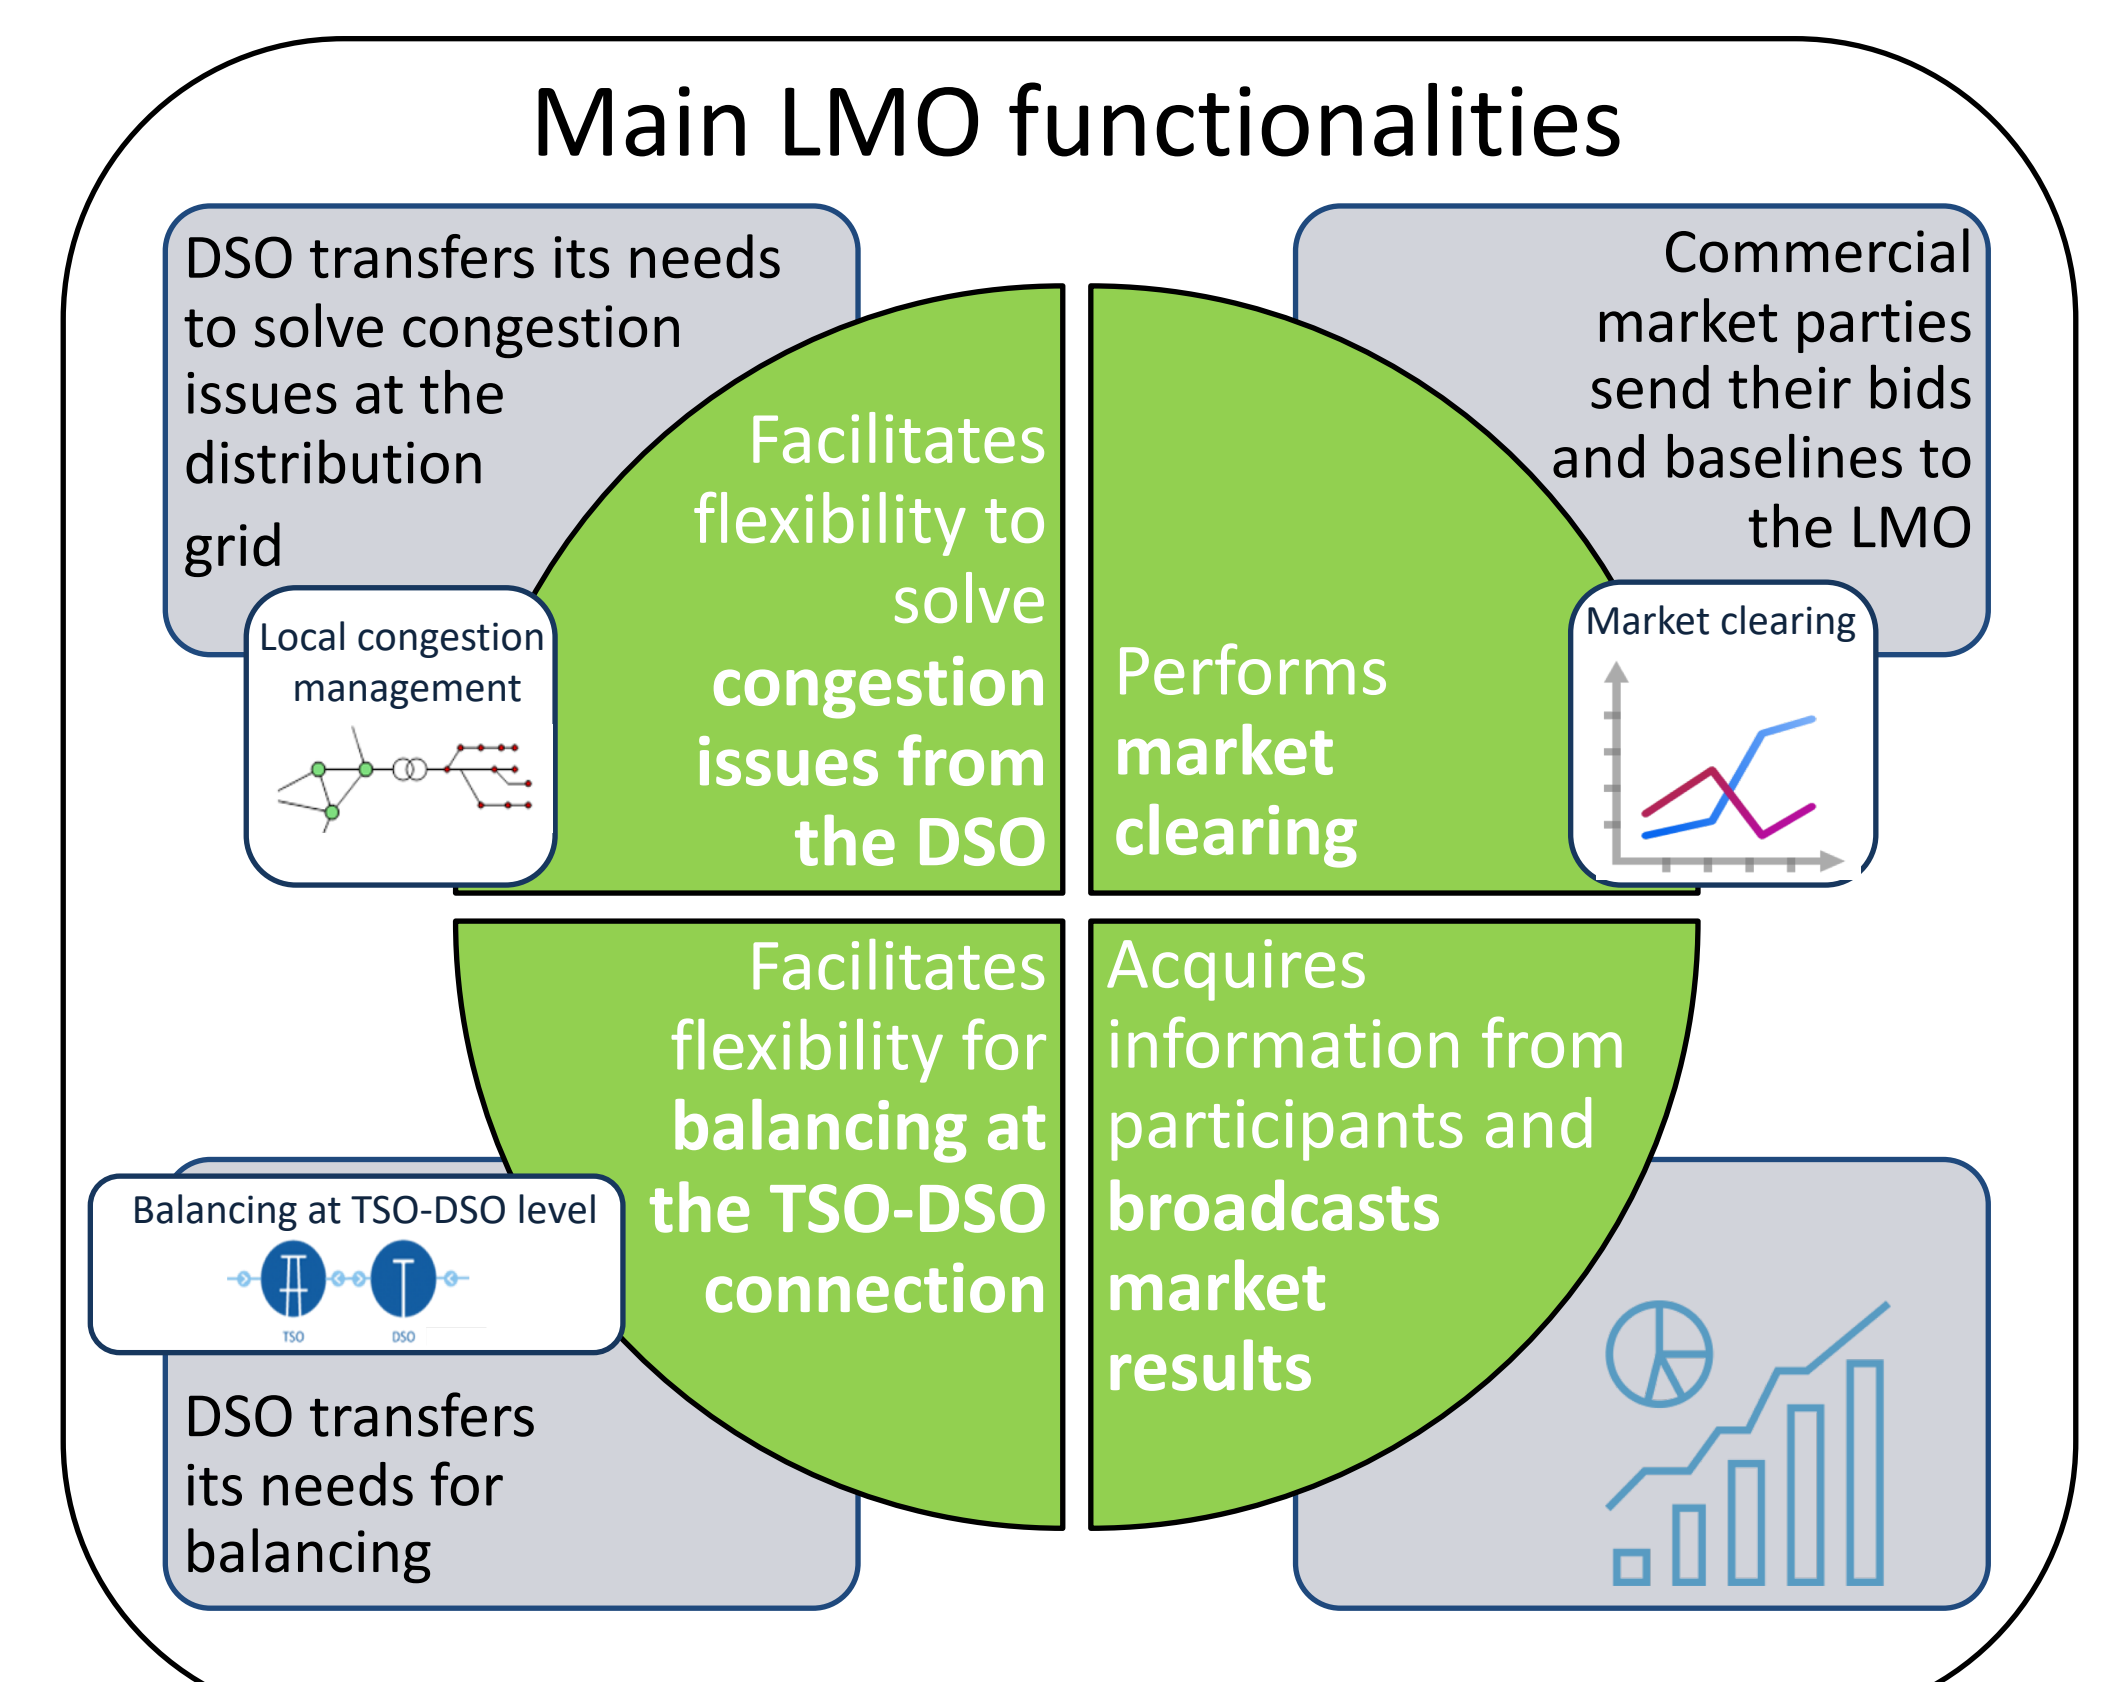 Main LMO functionalities
DSO transfers its needs
to solve congestion
issues at the
distribution
grid
Local congestion
management
Facilitates
flexibility to
solve
congestion
issues from
the DSO
Commercial
market parties
send their bids
and baselines to
the LMO
Market clearing
Performs
market
clearing
Facilitates
flexibility for
balancing at
the TSO-DSO
connection
Balancing at TSO-DSO level
TSO
DSO
DSO transfers
its needs for
balancing
Acquires
information from
participants and
broadcasts
market
results